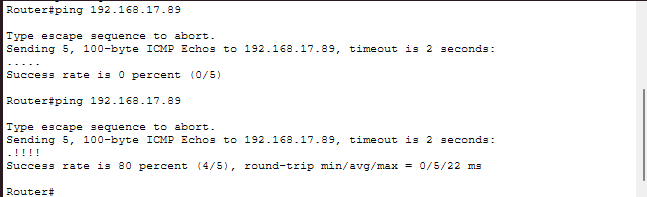 Router#ping 192.168.17.89
Type escape sequence to abort.
Sending 5, 100-byte ICMP Echos to 192.168.17.89, timeout is 2 seconds:
.....
Success rate is 0 percent (0/5)
Router#ping 192.168.17.89
Type escape sequence to abort.
Sending 5, 100-byte ICMP Echos to 192.168.17.89, timeout is 2 seconds:
.!!!!
Success rate is 80 percent (4/5), round-trip min/avg/max = 0/5/22 ms
Router#